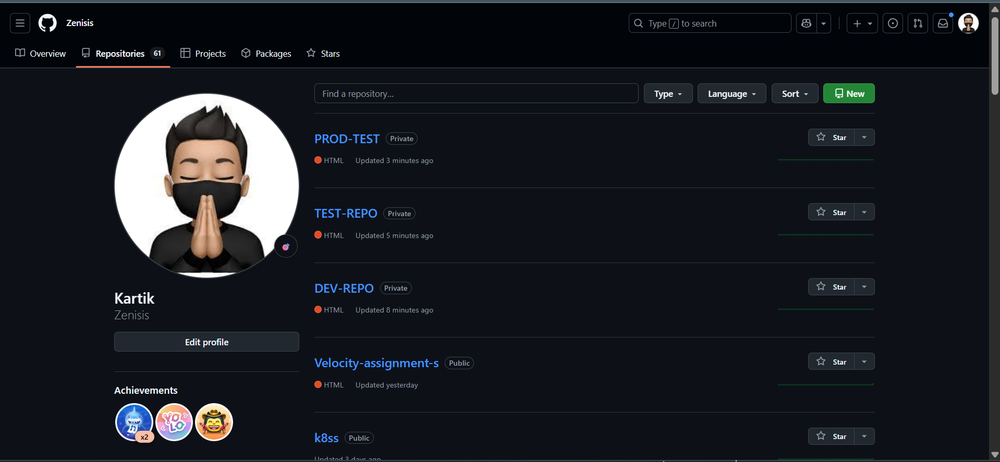 Zenisis
Type / to search
Overview
Repositories 61
Projects
Packages
Stars
Find a repository...
Type
Language
Sort
New
PROD-TEST Private
Star
HTML Updated 3 minutes ago
TEST-REPO Private
Star
HTML Updated 5 minutes ago
DEV-REPO Private
Star
HTML Updated 8 minutes ago
Velocity-assignment-s Public
Star
HTML Updated yesterday
k8ss Public
Star
Updated 3 days ago
Kartik
Zenisis
Edit profile
Achievements
x2
YOLO